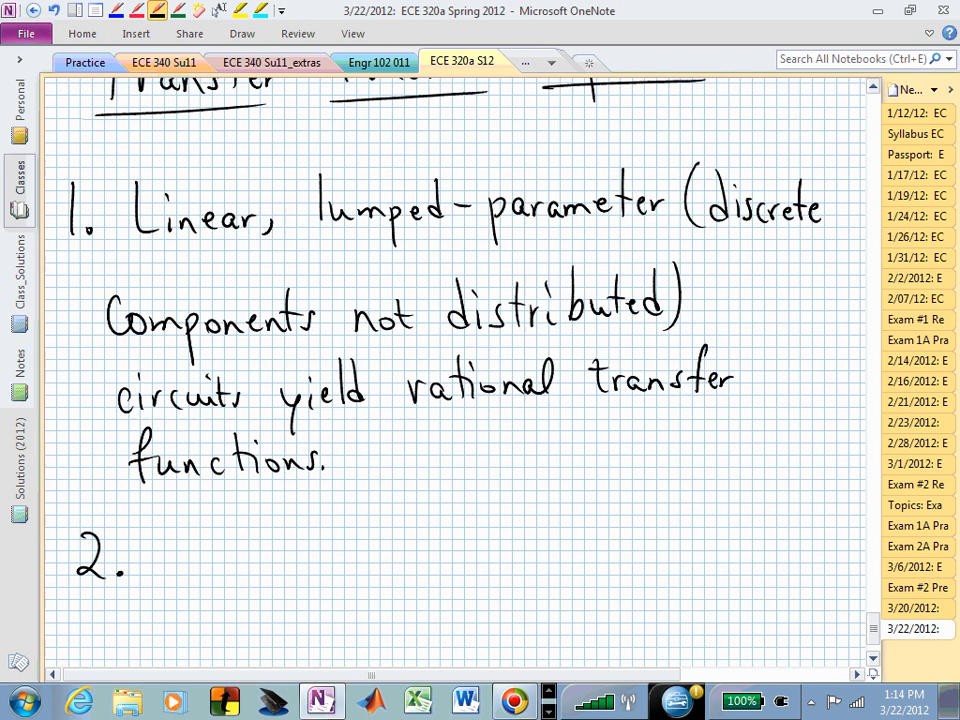 3/22/2012: ECE 320a Spring 2012 - Microsoft OneNote
File Home Insert Share Draw Review View
Practice ECE 340 Su11 ECE 340 Su11_extras Engr 102 011 ECE 320a S12 ...
Search All Notebooks (Ctrl+E)
Personal
Classes
Class_Solutions
Notes
Solutions (2012)
Transfer
1. Linear, lumped-parameter (discrete
components not distributed)
circuits yield rational transfer
functions.
2.
Ne...
1/12/12: EC
Syllabus EC
Passport: E
1/17/12: EC
1/19/12: EC
1/24/12: EC
1/26/12: EC
1/31/12: EC
2/2/2012: E
2/07/12: EC
Exam #1 Re
Exam 1A Pra
2/14/2012: E
2/16/2012: E
2/21/2012: E
2/23/2012:
2/28/2012: E
3/1/2012: E
Exam #2 Re
Topics: Exa
Exam 1A Pra
Exam 2A Pra
3/6/2012: E
Exam #2 Pre
3/20/2012:
3/22/2012:
100%
1:14 PM
3/22/2012